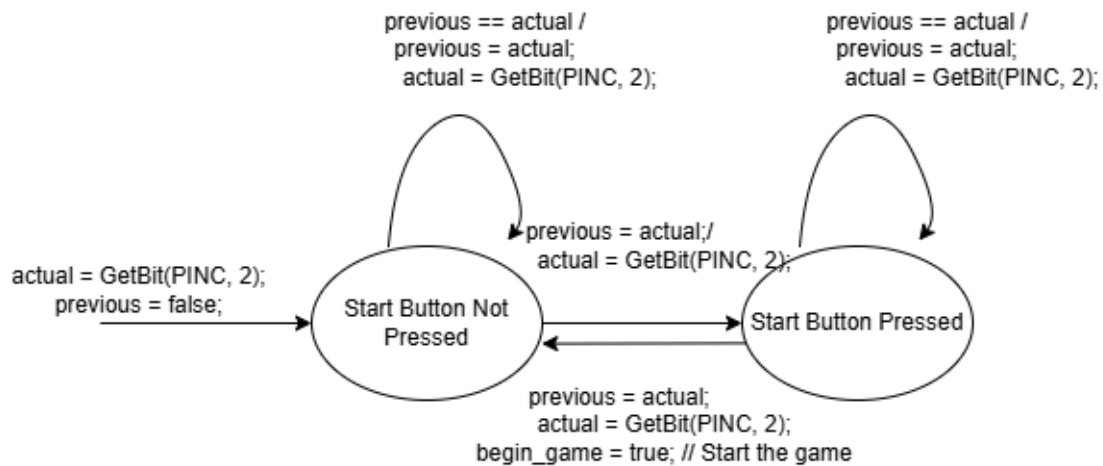 previous == actual /
previous = actual;
actual = GetBit(PINC, 2);
previous == actual /
previous = actual;
actual = GetBit(PINC, 2);
previous = actual;/
actual = GetBit(PINC, 2);
actual = GetBit(PINC, 2);
previous = false;
Start Button Not
Pressed
Start Button Pressed
previous = actual;
actual = GetBit(PINC, 2);
begin_game = true; // Start the game